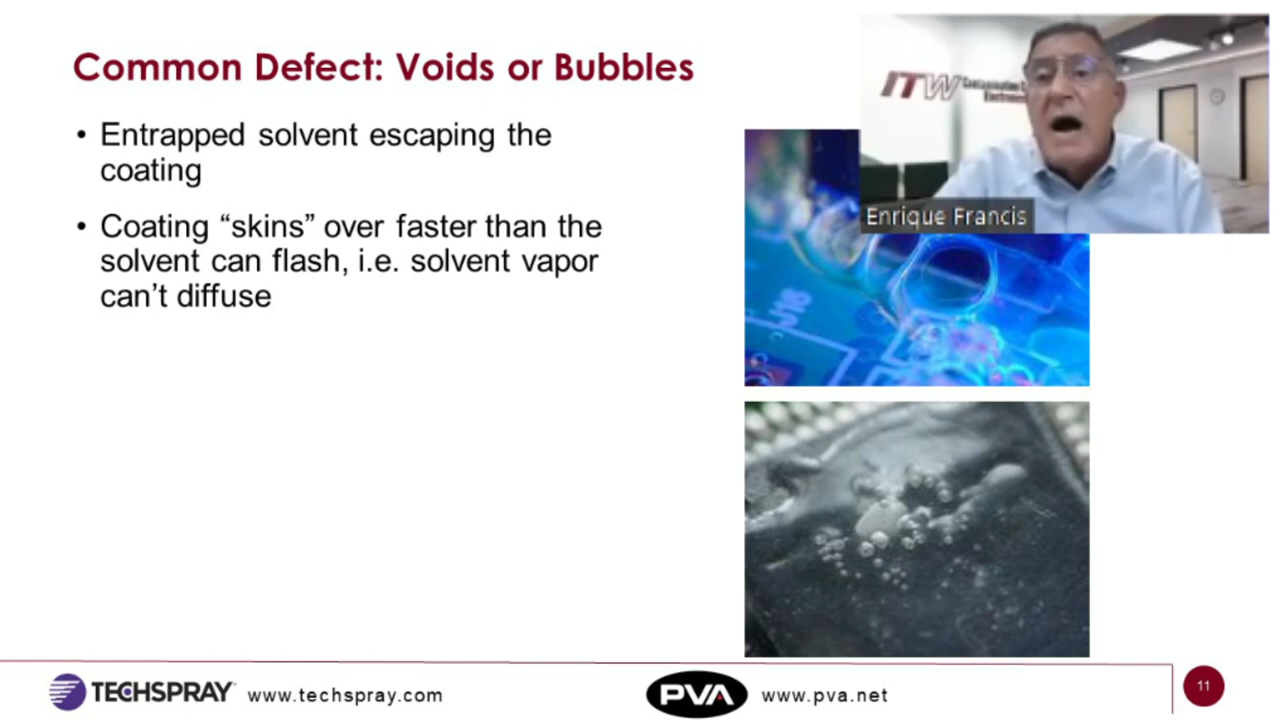 Common Defect: Voids or Bubbles
• Entrapped solvent escaping the
coating
• Coating “skins” over faster than the
solvent can flash, i.e. solvent vapor
can’t diffuse
ITW
Enrique Francis
TECHSPRAY
www.techspray.com
PVA
www.pva.net
11